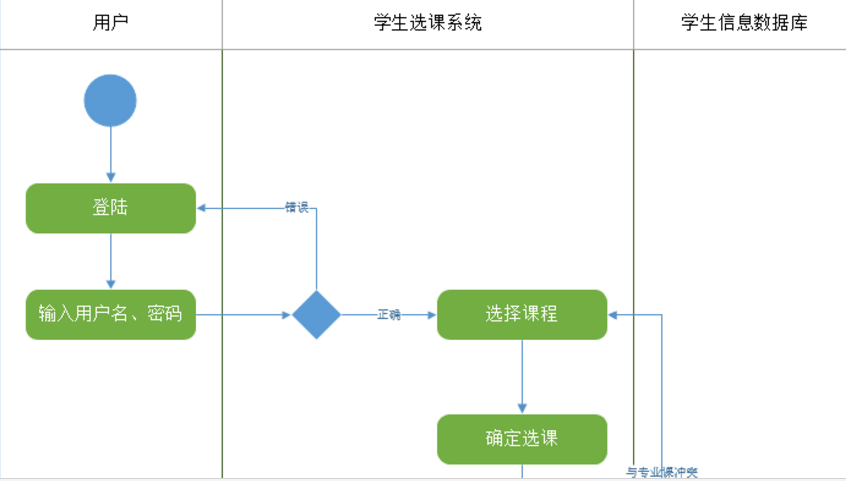 用户
学生选课系统
学生信息数据库
登陆
错误
输入用户名、密码
正确
选择课程
确定选课
与专业课冲突